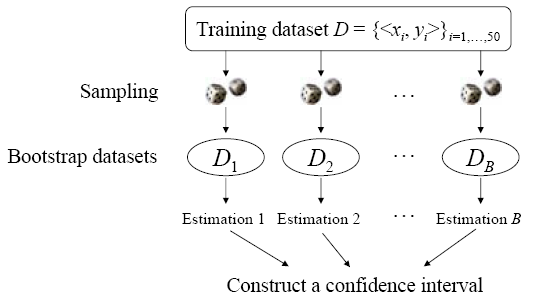 Training dataset D = {<xi, yi>}i=1,…,50
Sampling
…
Bootstrap datasets D1 D2 … DB
Estimation 1 Estimation 2 … Estimation B
Construct a confidence interval